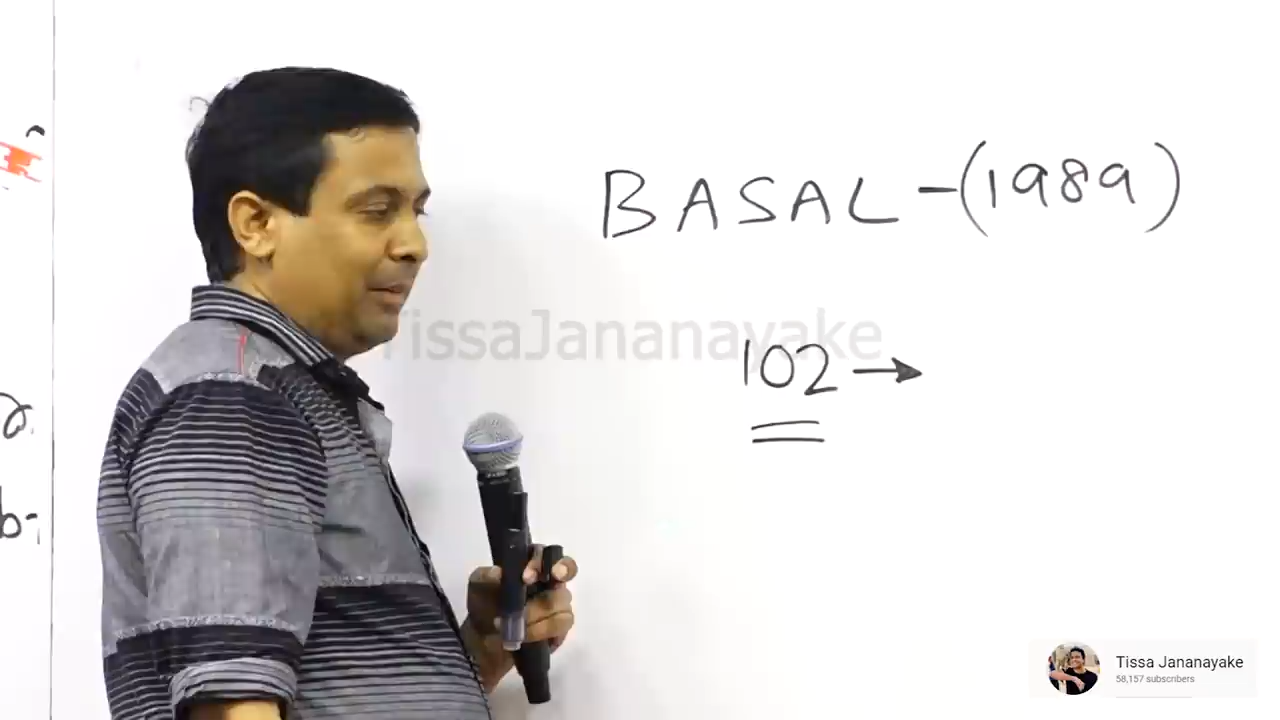 BASAL - (1989)
TissaJananayake
102 →
b-
Tissa Jananayake
58,157 subscribers